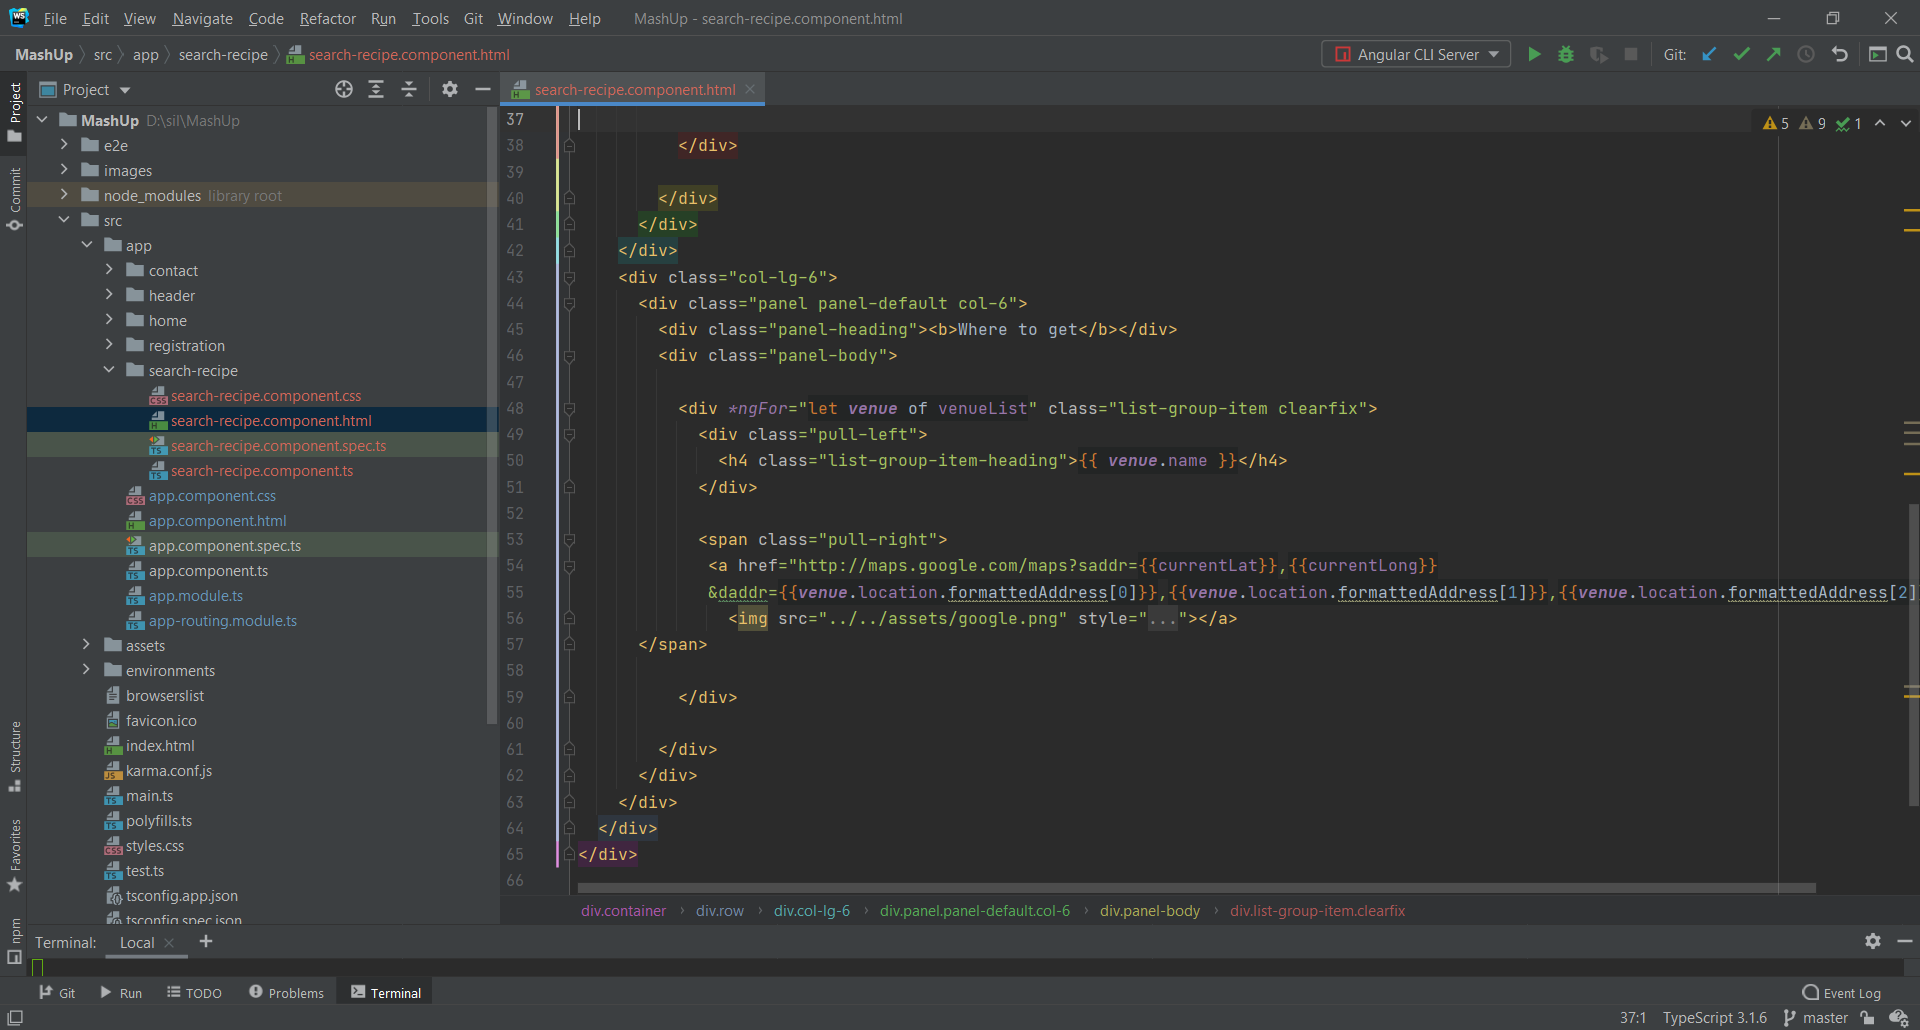 WS File Edit View Navigate Code Refactor Run Tools Git Window Help MashUp - search-recipe.component.html
MashUp src app search-recipe search-recipe.component.html Angular CLI Server Git:
Project
Commit
Structure
Favorites
npm
Project
MashUp D:\sil\MashUp
e2e
images
node_modules library root
src
app
contact
header
home
registration
search-recipe
search-recipe.component.css
search-recipe.component.html
search-recipe.component.spec.ts
search-recipe.component.ts
app.component.css
app.component.html
app.component.spec.ts
app.component.ts
app.module.ts
app-routing.module.ts
assets
environments
browserslist
favicon.ico
index.html
karma.conf.js
main.ts
polyfills.ts
styles.css
test.ts
tsconfig.app.json
tsconfig.spec.json
search-recipe.component.html
5 9 1
37
38 </div>
39
40 </div>
41 </div>
42 </div>
43 <div class="col-lg-6">
44 <div class="panel panel-default col-6">
45 <div class="panel-heading"><b>Where to get</b></div>
46 <div class="panel-body">
47
48 <div *ngFor="let venue of venueList" class="list-group-item clearfix">
49 <div class="pull-left">
50 <h4 class="list-group-item-heading">{{ venue.name }}</h4>
51 </div>
52
53 <span class="pull-right">
54 <a href="http://maps.google.com/maps?saddr={{currentLat}},{{currentLong}}
55 &daddr={{venue.location.formattedAddress[0]}},{{venue.location.formattedAddress[1]}},{{venue.location.formattedAddress[2]
56 <img src="../../assets/google.png" style="..."></a>
57 </span>
58
59 </div>
60
61 </div>
62 </div>
63 </div>
64 </div>
65 </div>
66
div.container div.row div.col-lg-6 div.panel.panel-default.col-6 div.panel-body div.list-group-item.clearfix
Terminal: Local
Git Run TODO Problems Terminal Event Log
37:1 TypeScript 3.1.6 master